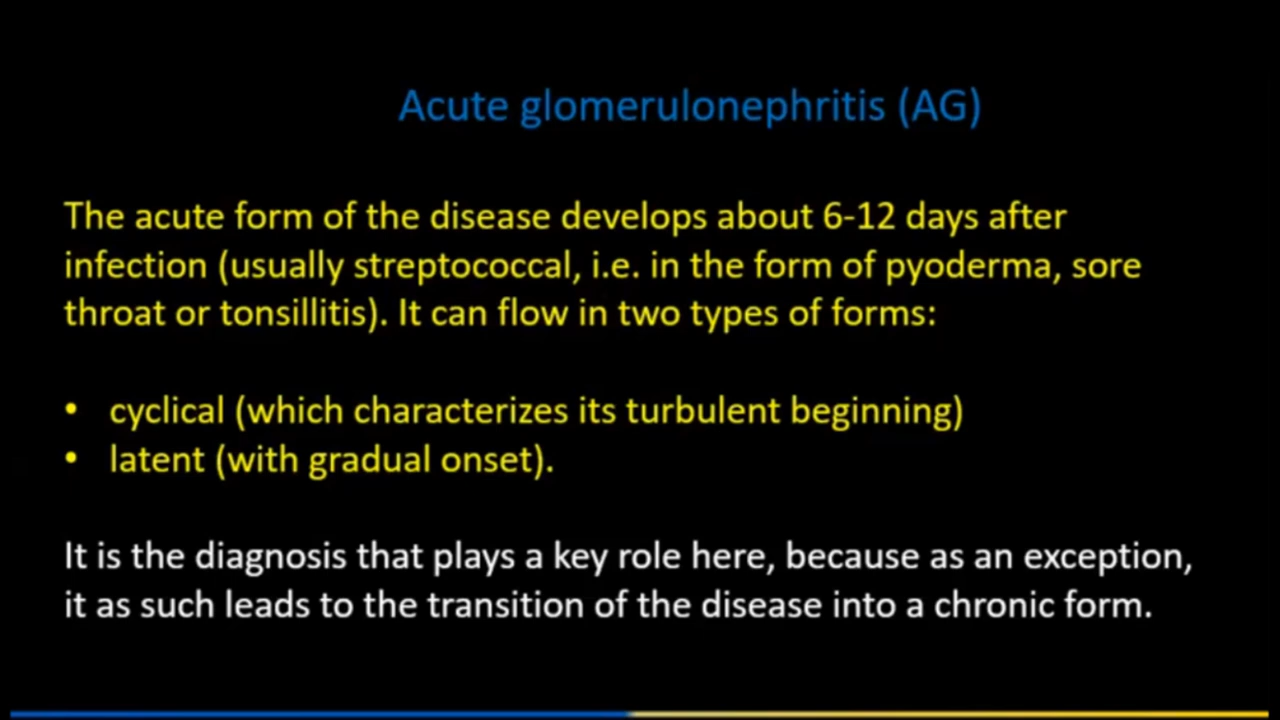 Acute glomerulonephritis (AG)
The acute form of the disease develops about 6-12 days after
infection (usually streptococcal, i.e. in the form of pyoderma, sore
throat or tonsillitis). It can flow in two types of forms:
• cyclical (which characterizes its turbulent beginning)
• latent (with gradual onset).
It is the diagnosis that plays a key role here, because as an exception,
it as such leads to the transition of the disease into a chronic form.